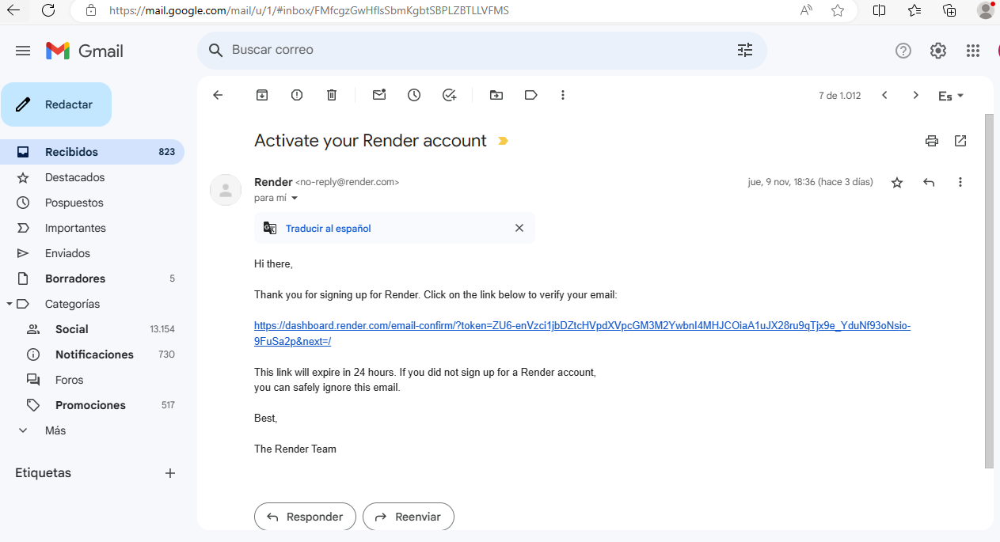 https://mail.google.com/mail/u/1/#inbox/FMfcgzGwHflsSbmKgbtSBPLZBTLLVFMS
Gmail
Buscar correo
Redactar
7 de 1.012
Es
Recibidos 823
Destacados
Pospuestos
Importantes
Enviados
Borradores 5
Categorías
Social 13.154
Notificaciones 730
Foros
Promociones 517
Más
Etiquetas
Activate your Render account
Render <no-reply@render.com>
jue, 9 nov, 18:36 (hace 3 días)
para mí
Traducir al español
Hi there,
Thank you for signing up for Render. Click on the link below to verify your email:
https://dashboard.render.com/email-confirm/?token=ZU6-enVzci1jbDZtcHVpdXVpcGM3M2YwbnI4MHJCOiaA1uJX28ru9qTjx9e_YduNf93oNsio-
9FuSa2p&next=/
This link will expire in 24 hours. If you did not sign up for a Render account,
you can safely ignore this email.
Best,
The Render Team
Responder
Reenviar